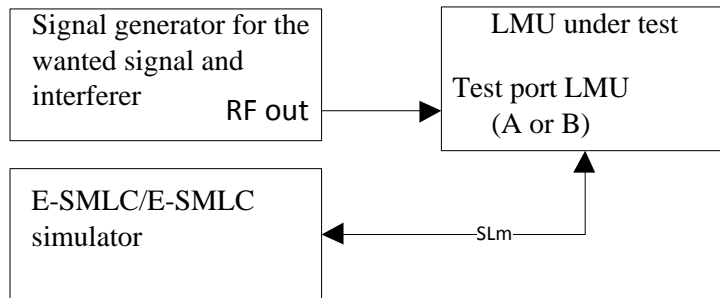 Signal generator for the
wanted signal and
interferer
RF out
LMU under test
Test port LMU
(A or B)
E-SMLC/E-SMLC
simulator
SLm